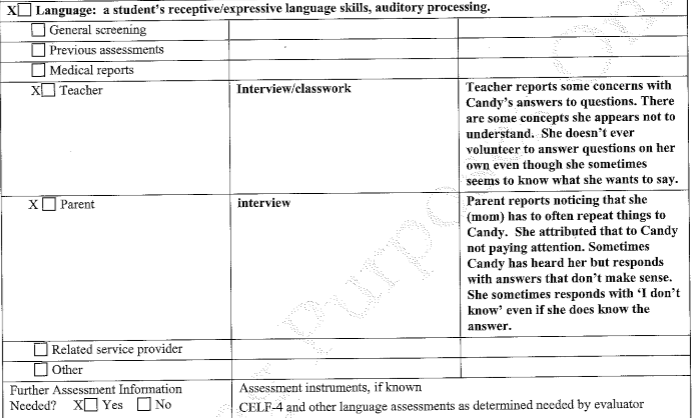 X☐ Language: a student's receptive/expressive language skills, auditory processing.
☐ General screening
☐ Previous assessments
☐ Medical reports
X☐ Teacher
Interview/classwork
Teacher reports some concerns with
Candy's answers to questions. There
are some concepts she appears not to
understand. She doesn't ever
volunteer to answer questions on her
own even though she sometimes
seems to know what she wants to say.
X ☐ Parent
interview
Parent reports noticing that she
(mom) has to often repeat things to
Candy. She attributed that to Candy
not paying attention. Sometimes
Candy has heard her but responds
with answers that don't make sense.
She sometimes responds with 'I don't
know' even if she does know the
answer.
☐ Related service provider
☐ Other
Further Assessment Information
Needed? X☐ Yes ☐ No
Assessment instruments, if known
CELF-4 and other language assessments as determined needed by evaluator
Purpo